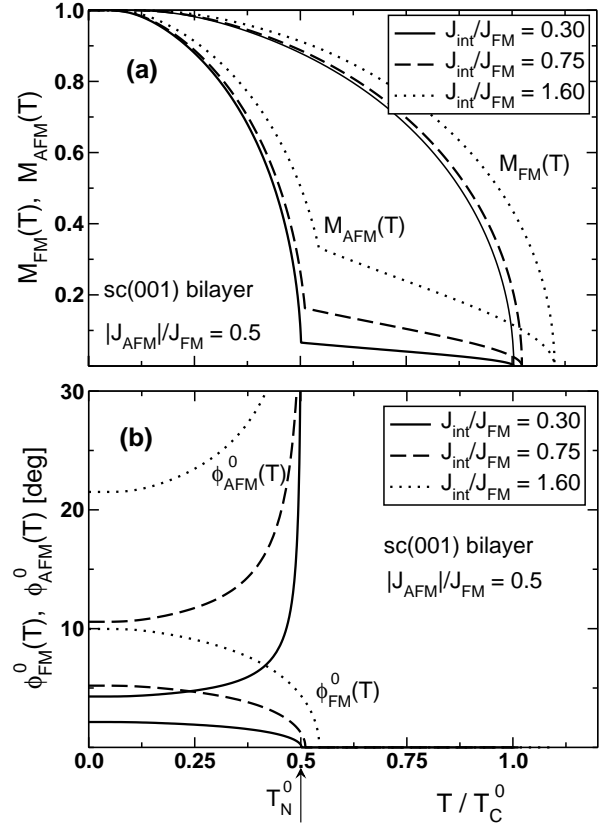 1.0
0.8
0.6
0.4
0.2
M_FM(T), M_AFM(T)
(a)
J_int/J_FM = 0.30
J_int/J_FM = 0.75
J_int/J_FM = 1.60
M_FM(T)
M_AFM(T)
sc(001) bilayer
|J_AFM|/J_FM = 0.5
30
20
10
0
ϕ^0_FM(T), ϕ^0_AFM(T) [deg]
(b)
J_int/J_FM = 0.30
J_int/J_FM = 0.75
J_int/J_FM = 1.60
ϕ^0_AFM(T)
sc(001) bilayer
|J_AFM|/J_FM = 0.5
ϕ^0_FM(T)
0.0 0.25 0.5 0.75 1.0
T^0_N T / T^0_C